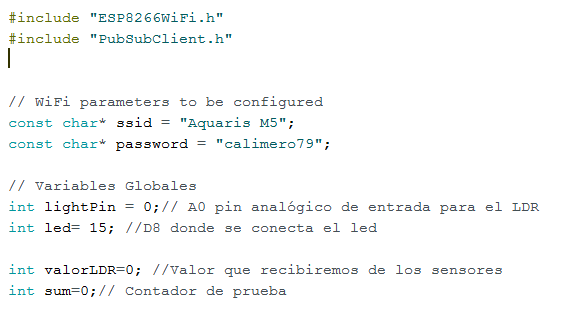 #include "ESP8266WiFi.h"
#include "PubSubClient.h"
// WiFi parameters to be configured
const char* ssid = "Aquaris M5";
const char* password = "calimero79";
// Variables Globales
int lightPin = 0;// A0 pin analógico de entrada para el LDR
int led= 15; //D8 donde se conecta el led
int valorLDR=0; //Valor que recibiremos de los sensores
int sum=0;// Contador de prueba